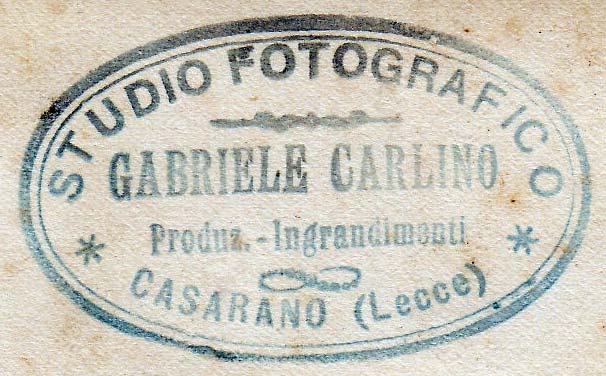 STUDIO FOTOGRAFICO
GABRIELE CARLINO
Produz. - Ingrandimenti
* CASARANO (Lecce) *